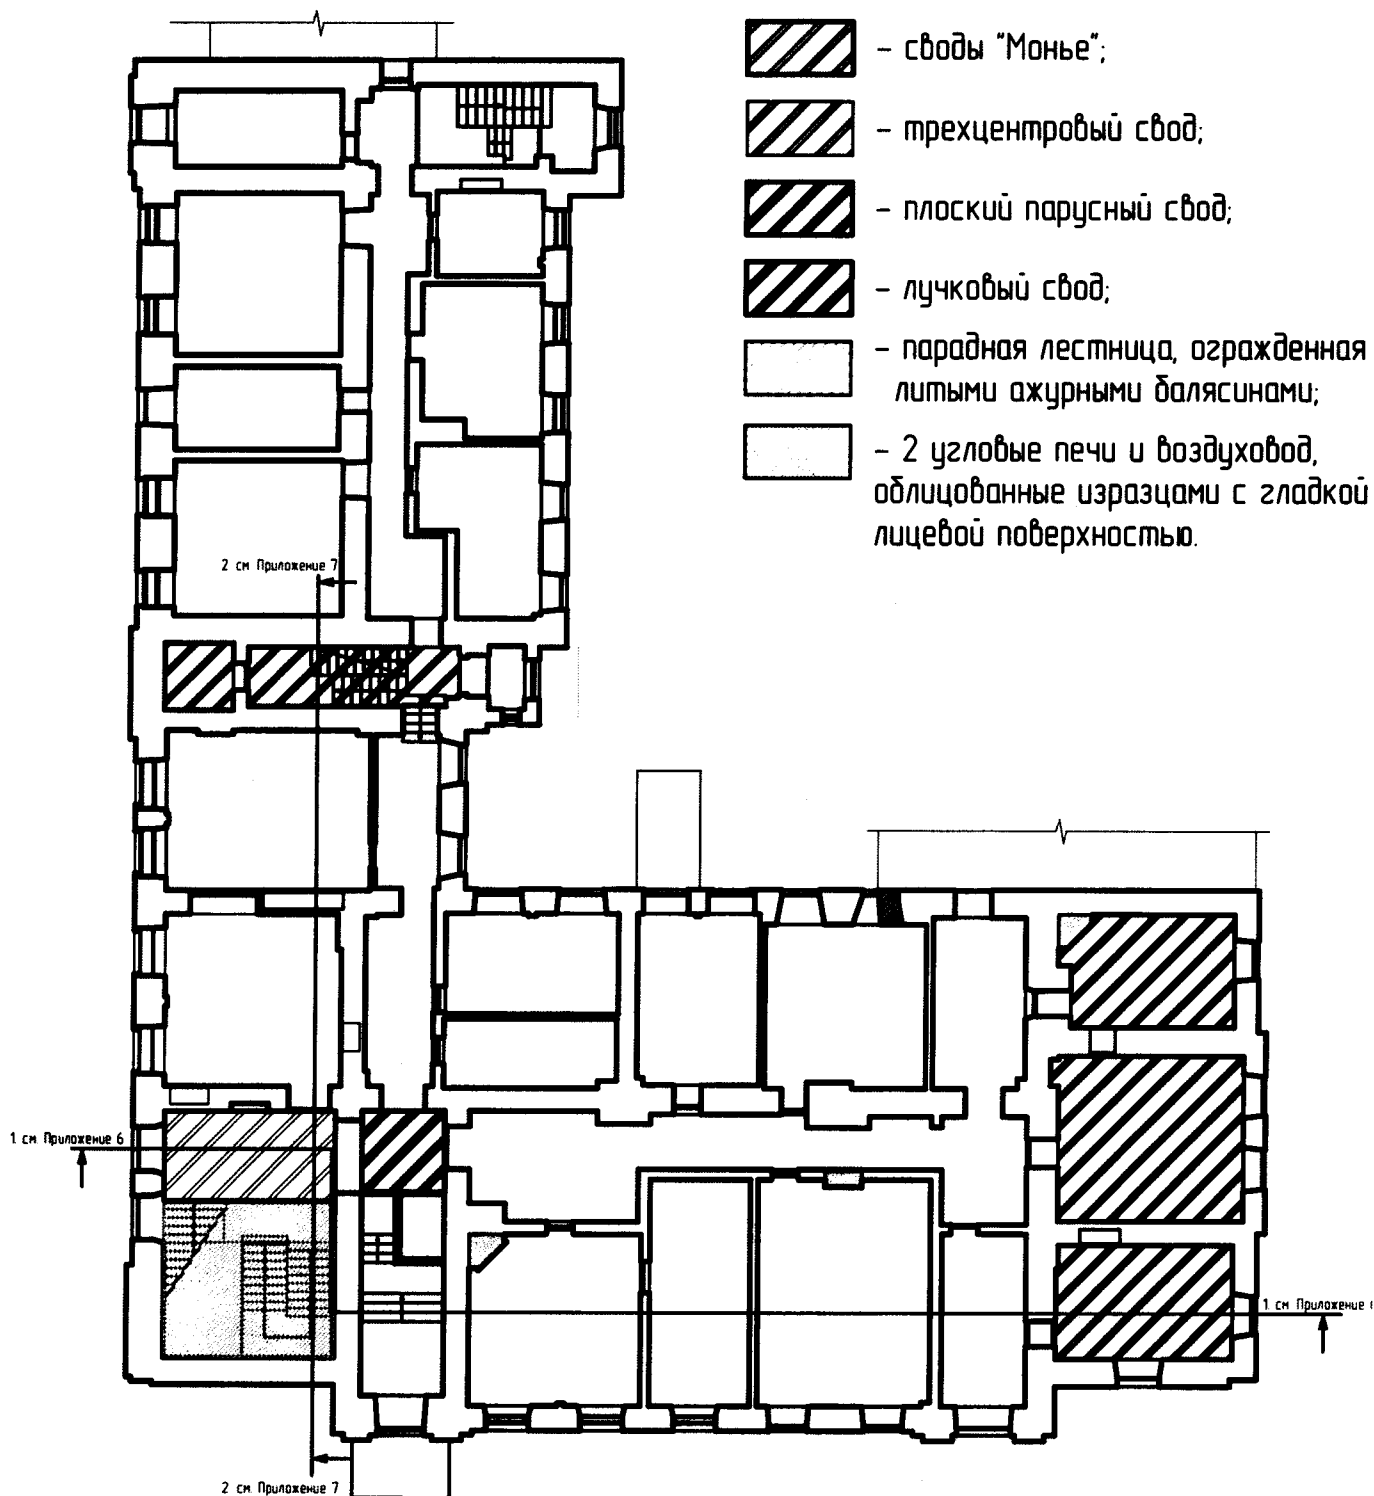 – своды "Монье";
– трехцентровый свод;
– плоский парусный свод;
– лучковый свод;
– парадная лестница, огражденная
литыми ажурными балясинами;
– 2 угловые печи и воздуховод,
облицованные изразцами с гладкой
лицевой поверхностью.
2 см Приложение 7
1 см Приложение 6
1 см Приложение
2 см Приложение 7